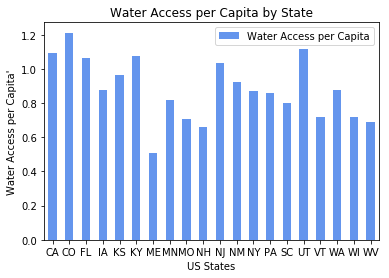 Water Access per Capita by State
Water Access per Capita
Water Access per Capita'
1.2
1.0
0.8
0.6
0.4
0.2
0.0
CA CO FL IA KS KY ME MN MO NH NJ NM NY PA SC UT VT WA WI WV
US States